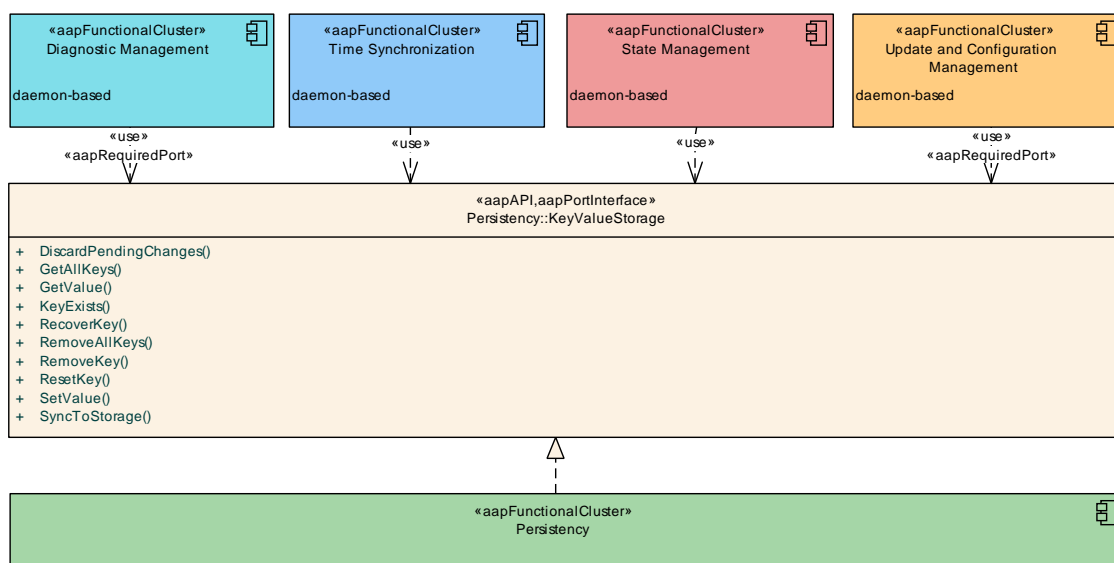 «aapFunctionalCluster»
Diagnostic Management
daemon-based
«aapFunctionalCluster»
Time Synchronization
daemon-based
«aapFunctionalCluster»
State Management
daemon-based
«aapFunctionalCluster»
Update and Configuration
Management
daemon-based
«use»
«aapRequiredPort»
«use»
«use»
«use»
«aapRequiredPort»
«aapAPI,aapPortInterface»
Persistency::KeyValueStorage
+ DiscardPendingChanges()
+ GetAllKeys()
+ GetValue()
+ KeyExists()
+ RecoverKey()
+ RemoveAllKeys()
+ RemoveKey()
+ ResetKey()
+ SetValue()
+ SyncToStorage()
«aapFunctionalCluster»
Persistency